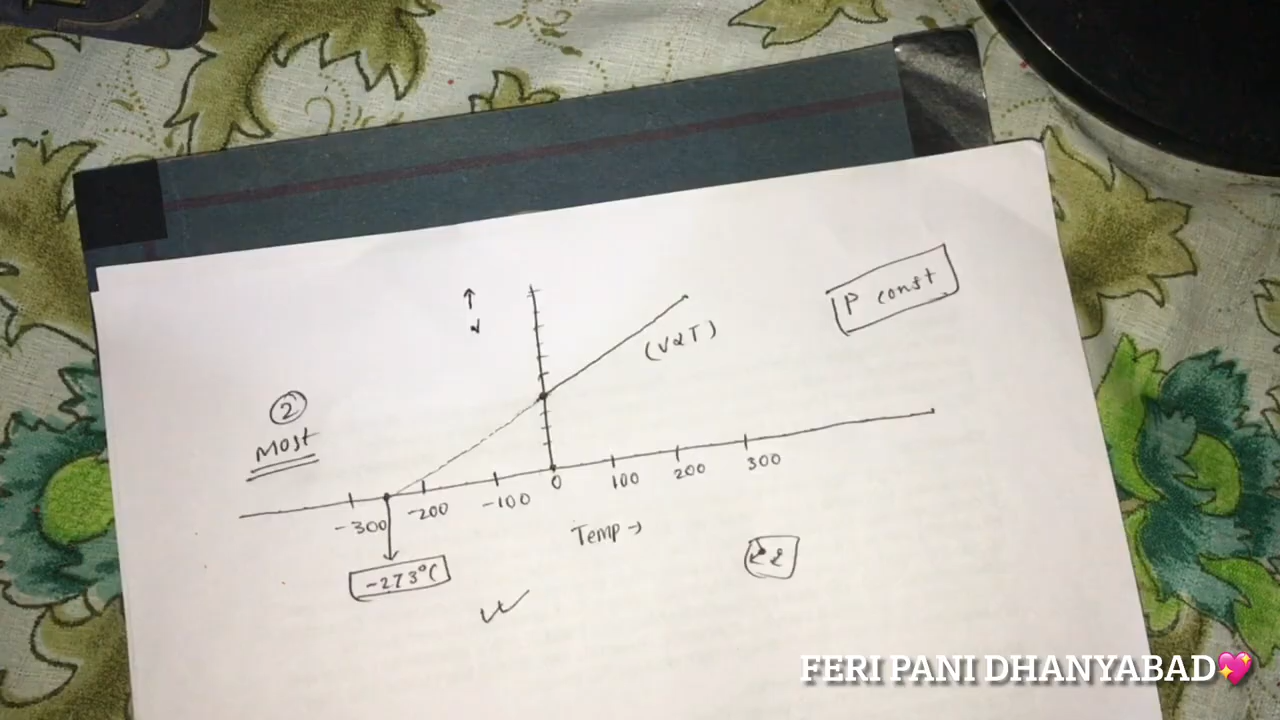 P const
↑
V
(V∝T)
②
Most
-300 -200 -100 0 100 200 300
Temp →
-273°C
FERI PANI DHANYABAD💖